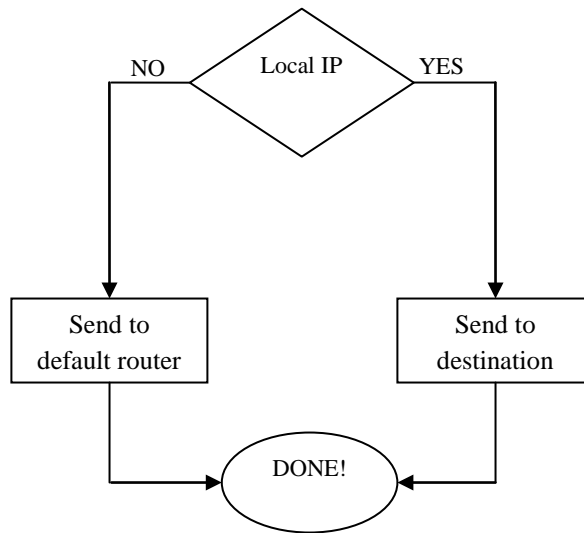 Local IP
NO
YES
Send to
default router
Send to
destination
DONE!